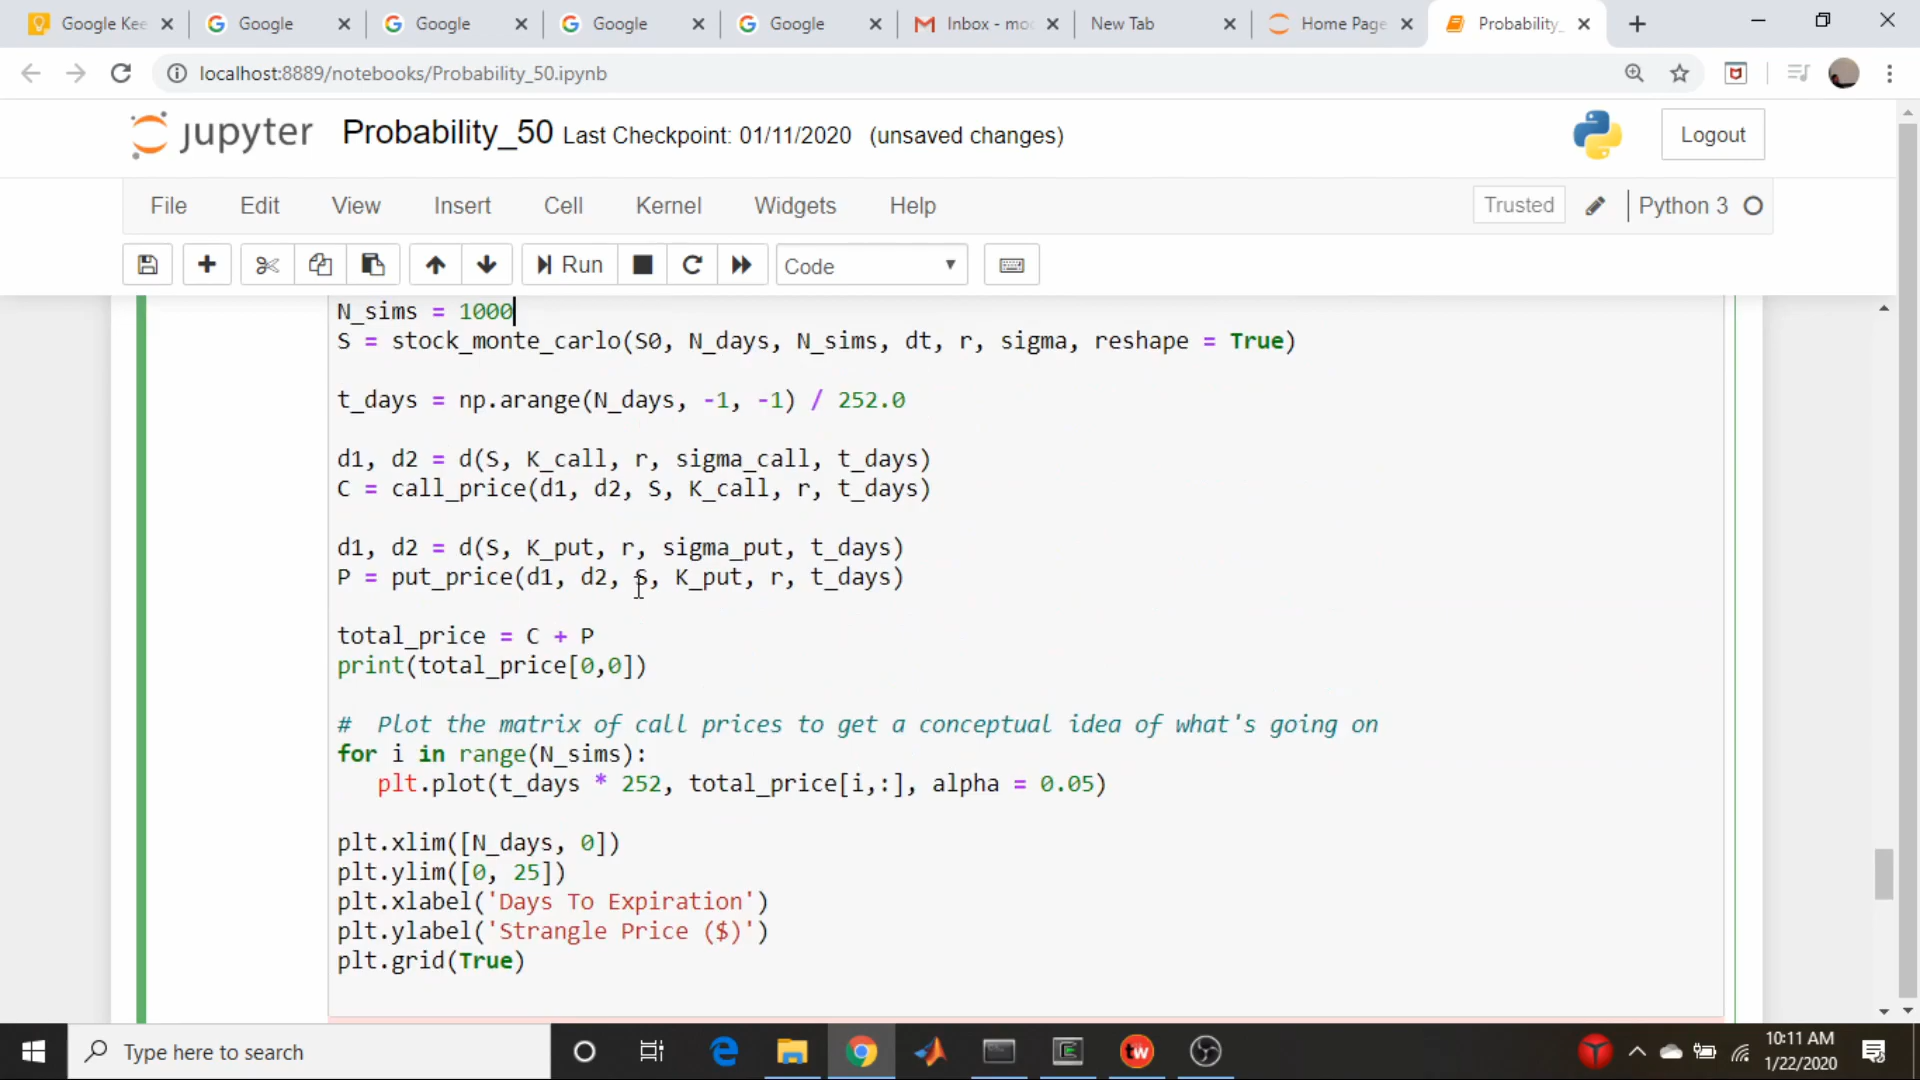 Google Kee
Google
Google
Google
Google
Inbox - moc
New Tab
Home Page
Probability_
localhost:8889/notebooks/Probability_50.ipynb
jupyter
Probability_50 Last Checkpoint: 01/11/2020 (unsaved changes)
Logout
File
Edit
View
Insert
Cell
Kernel
Widgets
Help
Trusted
Python 3
Run
Code
N_sims = 1000
S = stock_monte_carlo(S0, N_days, N_sims, dt, r, sigma, reshape = True)
t_days = np.arange(N_days, -1, -1) / 252.0
d1, d2 = d(S, K_call, r, sigma_call, t_days)
C = call_price(d1, d2, S, K_call, r, t_days)
d1, d2 = d(S, K_put, r, sigma_put, t_days)
P = put_price(d1, d2, S, K_put, r, t_days)
total_price = C + P
print(total_price[0,0])
# Plot the matrix of call prices to get a conceptual idea of what's going on
for i in range(N_sims):
plt.plot(t_days * 252, total_price[i,:], alpha = 0.05)
plt.xlim([N_days, 0])
plt.ylim([0, 25])
plt.xlabel('Days To Expiration')
plt.ylabel('Strangle Price ($)')
plt.grid(True)
Type here to search
tw
10:11 AM
1/22/2020